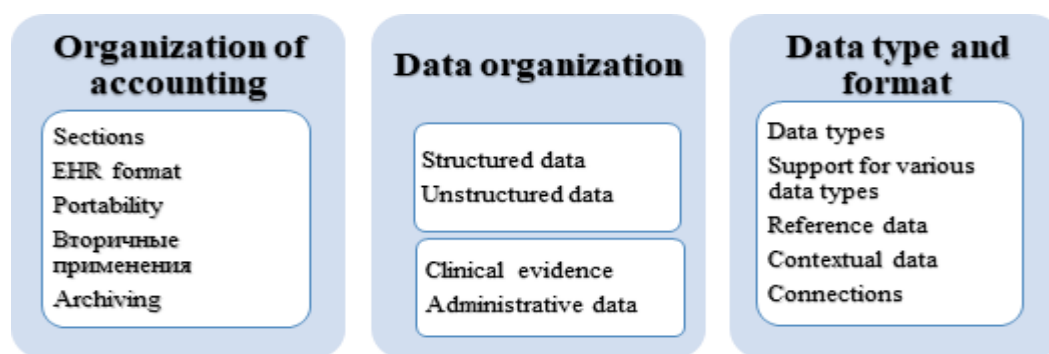 Organization of
accounting
Sections
EHR format
Portability
Вторичные
применения
Archiving
Data organization
Structured data
Unstructured data
Clinical evidence
Administrative data
Data type and
format
Data types
Support for various
data types
Reference data
Contextual data
Connections